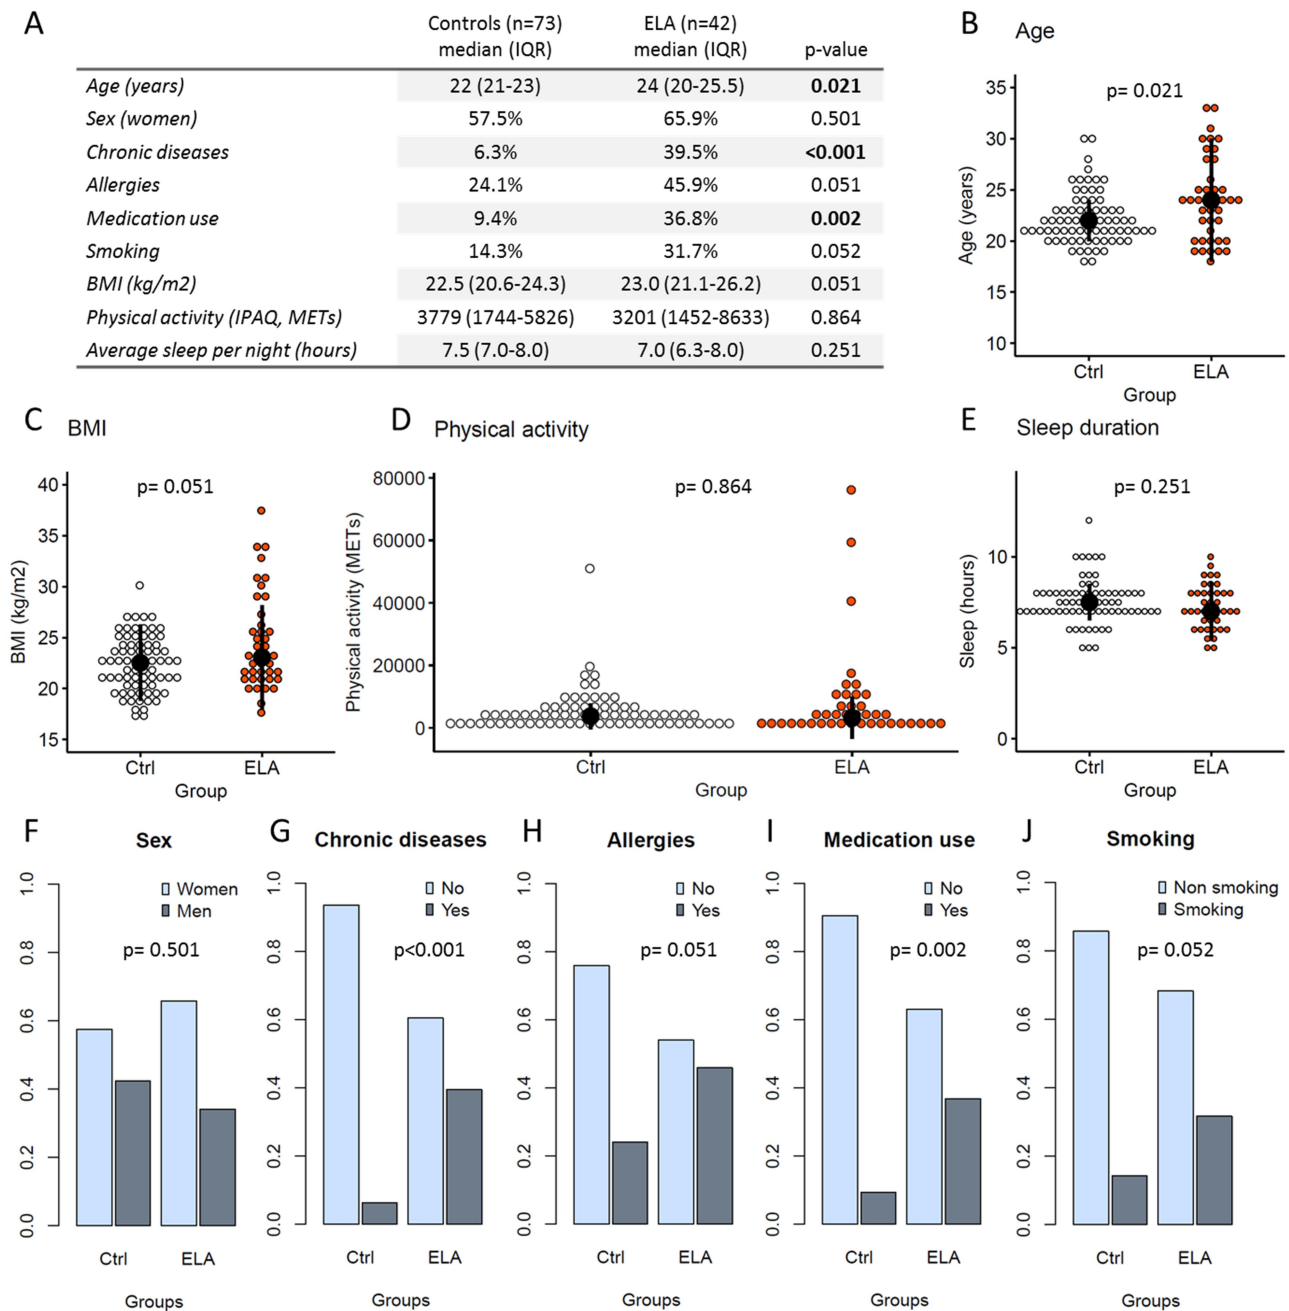 A
Controls (n=73) ELA (n=42)
median (IQR) median (IQR) p-value
Age (years) 22 (21-23) 24 (20-25.5) 0.021
Sex (women) 57.5% 65.9% 0.501
Chronic diseases 6.3% 39.5% <0.001
Allergies 24.1% 45.9% 0.051
Medication use 9.4% 36.8% 0.002
Smoking 14.3% 31.7% 0.052
BMI (kg/m2) 22.5 (20.6-24.3) 23.0 (21.1-26.2) 0.051
Physical activity (IPAQ, METs) 3779 (1744-5826) 3201 (1452-8633) 0.864
Average sleep per night (hours) 7.5 (7.0-8.0) 7.0 (6.3-8.0) 0.251
B Age
p= 0.021
Age (years)
35
30
25
20
15
10
Ctrl ELA
Group
C BMI
p= 0.051
BMI (kg/m2)
40
35
30
25
20
15
Ctrl ELA
Group
D Physical activity
p= 0.864
Physical activity (METs)
80000
60000
40000
20000
0
Ctrl ELA
Group
E Sleep duration
p= 0.251
Sleep (hours)
10
5
0
Ctrl ELA
Group
F Sex
Women
Men
p= 0.501
1.0
0.8
0.6
0.4
0.2
0.0
Ctrl ELA
Groups
G Chronic diseases
No
Yes
p<0.001
1.0
0.8
0.6
0.4
0.2
0.0
Ctrl ELA
Groups
H Allergies
No
Yes
p= 0.051
1.0
0.8
0.6
0.4
0.2
0.0
Ctrl ELA
Groups
I Medication use
No
Yes
p= 0.002
1.0
0.8
0.6
0.4
0.2
0.0
Ctrl ELA
Groups
J Smoking
Non smoking
Smoking
p= 0.052
1.0
0.8
0.6
0.4
0.2
0.0
Ctrl ELA
Groups